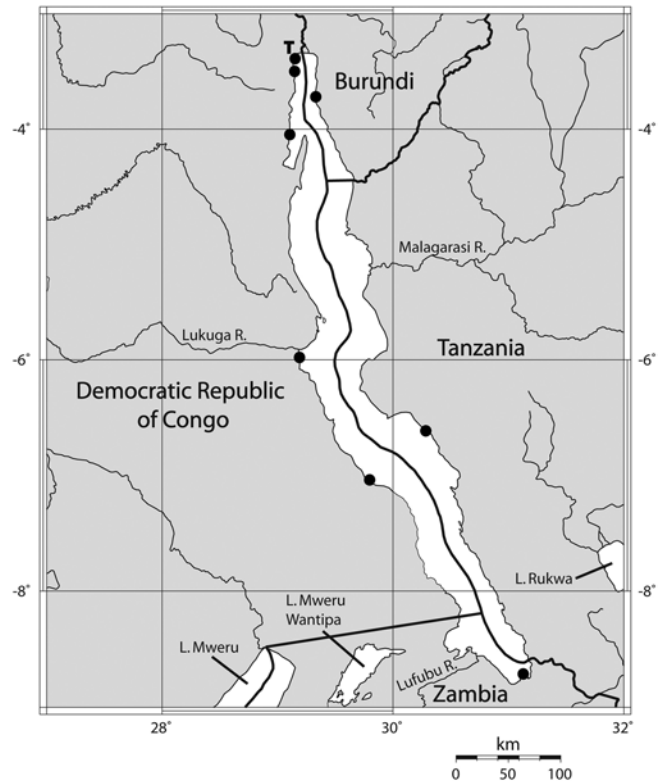 T
Burundi
-4°
-4°
Malagarasi R.
Lukuga R.
Tanzania
-6°
-6°
Democratic Republic
of Congo
-8°
-8°
L. Rukwa
L. Mweru
Wantipa
L. Mweru
Lufubu R.
Zambia
28°
30°
32°
km
0
50
100